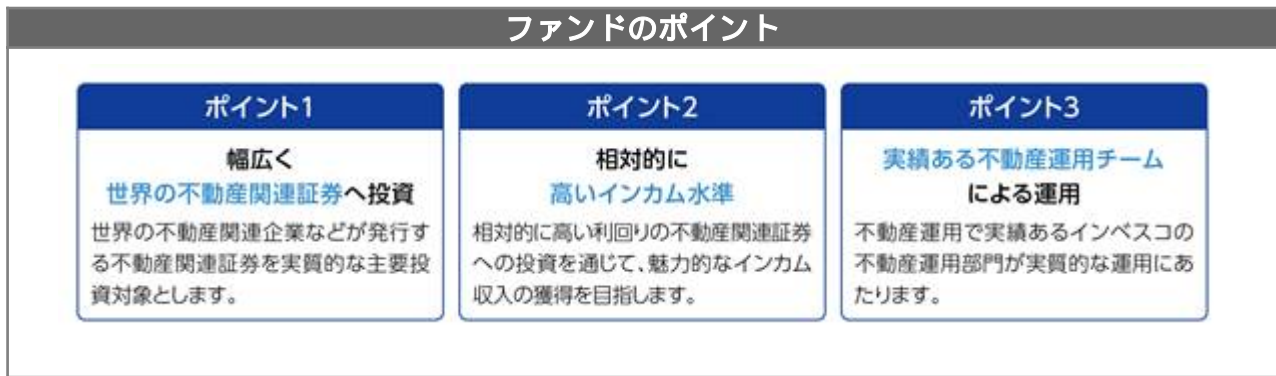 ファンドのポイント
ポイント1
幅広く
世界の不動産関連証券へ投資
世界の不動産関連企業などが発行す
る不動産関連証券を実質的な主要投
資対象とします。
ポイント2
相対的に
高いインカム水準
相対的に高い利回りの不動産関連証券
への投資を通じて、魅力的なインカム
収入の獲得を目指します。
ポイント3
実績ある不動産運用チーム
による運用
不動産運用で実績あるインベスコの
不動産運用部門が実質的な運用にあ
たります。